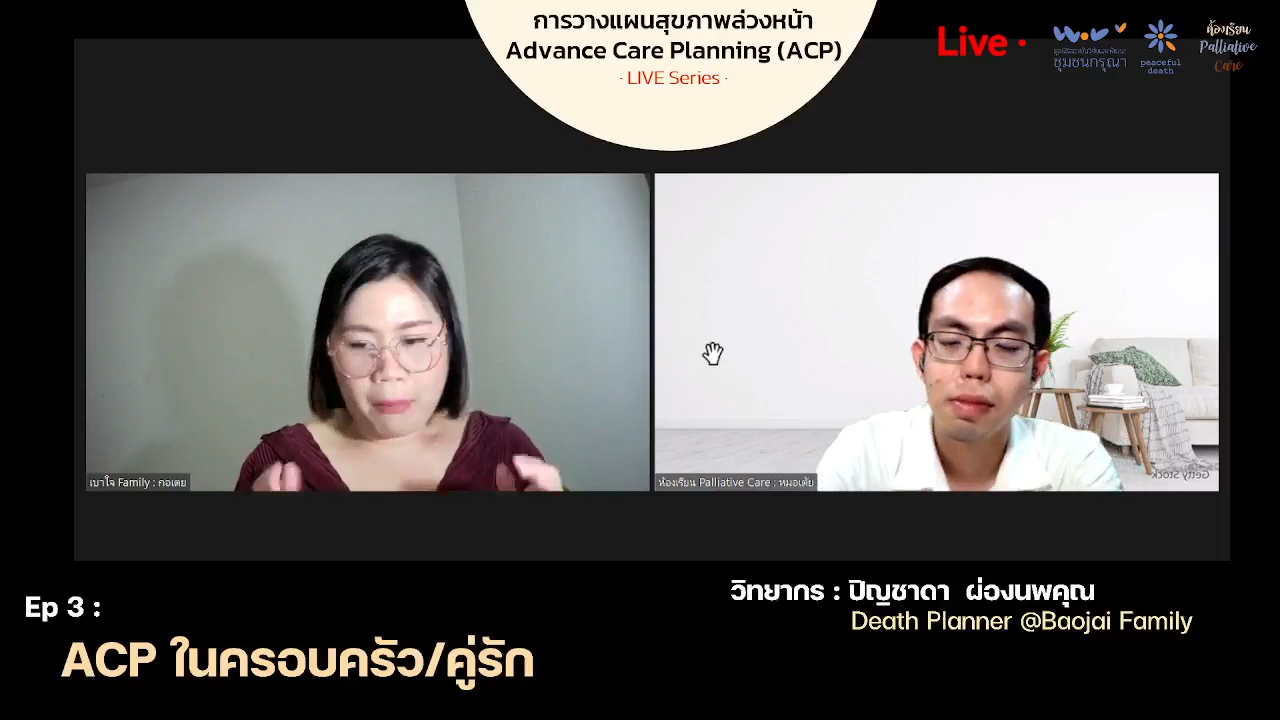 การวางแผนสุขภาพล่วงหน้า
Advance Care Planning (ACP)
· LIVE Series ·
Live ·
ชุมชนกรุณา
peaceful
death
ห้องเรียน
Palliative
Care
เบาใจ Family : กอเตย
ห้องเรียน Palliative Care : หมอเต้ย
Getty Stock
Ep 3 :
ACP ในครอบครัว/คู่รัก
วิทยากร : ปิญชาดา ผ่องนพคุณ
Death Planner @Baojai Family